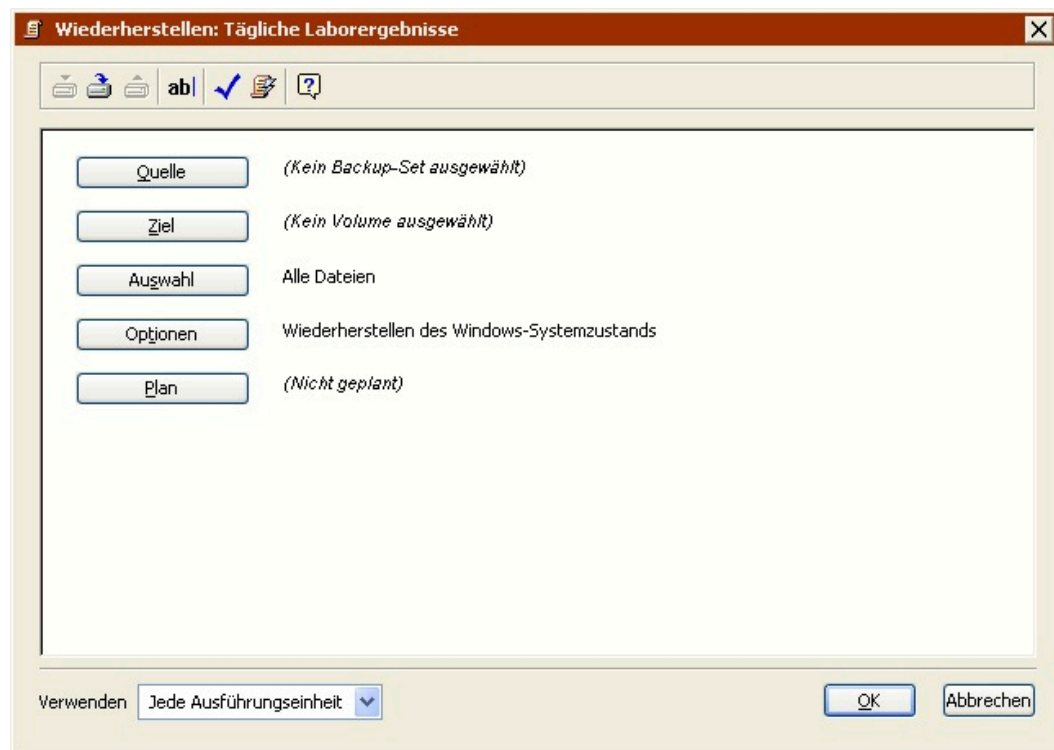 Wiederherstellen: Tägliche Laborergebnisse
ab|
Quelle (Kein Backup-Set ausgewählt)
Ziel (Kein Volume ausgewählt)
Auswahl Alle Dateien
Optionen Wiederherstellen des Windows-Systemzustands
Plan (Nicht geplant)
Verwenden Jede Ausführungseinheit OK Abbrechen